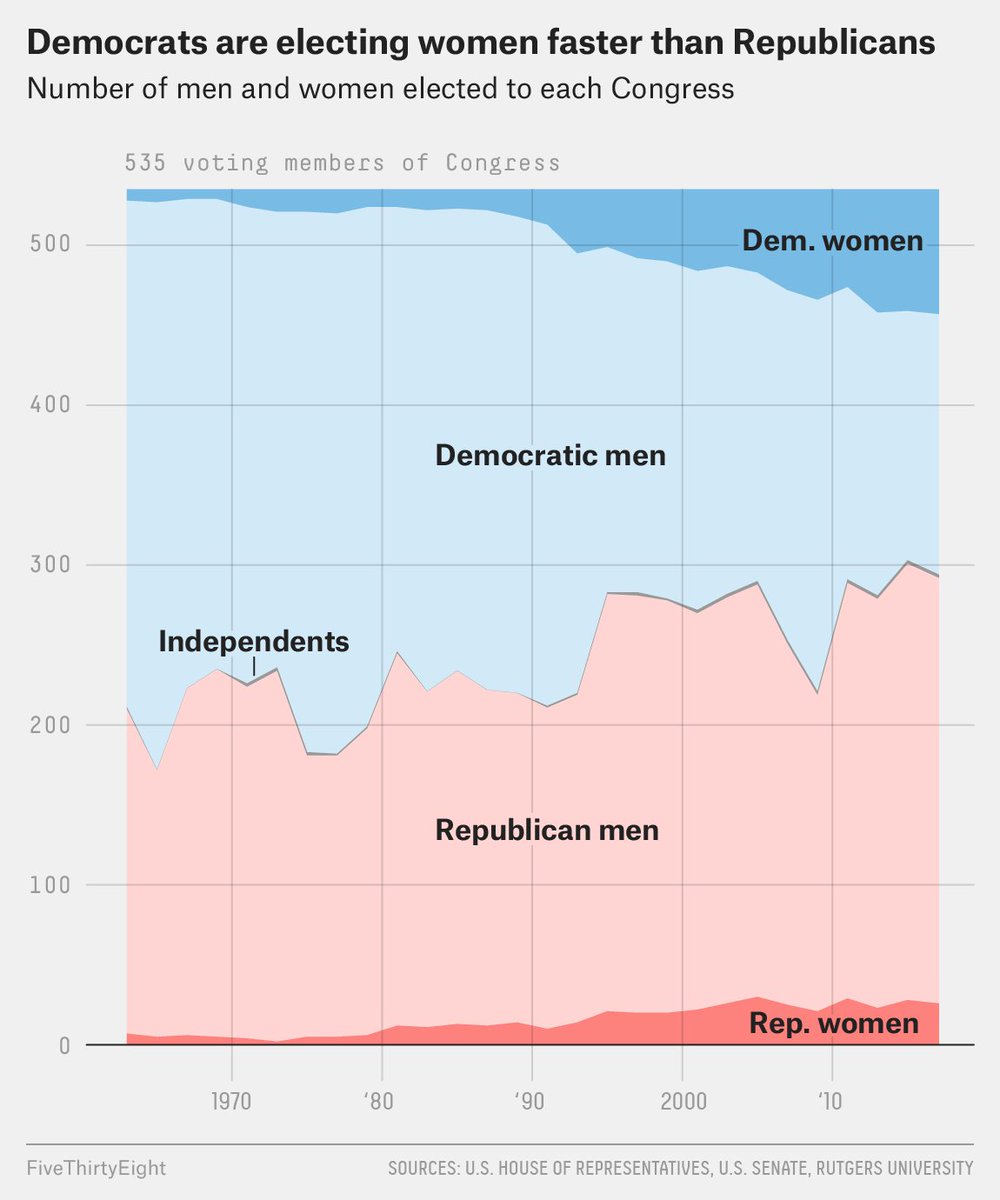 Democrats are electing women faster than Republicans
Number of men and women elected to each Congress
535 voting members of Congress
500
Dem. women
400
Democratic men
300
Independents
200
Republican men
100
Rep. women
0
1970 ‘80 ‘90 2000 ‘10
FiveThirtyEight SOURCES: U.S. HOUSE OF REPRESENTATIVES, U.S. SENATE, RUTGERS UNIVERSITY